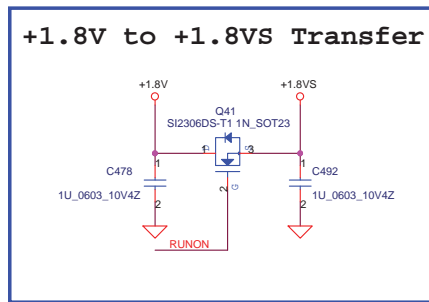 +1.8V to +1.8VS Transfer
+1.8V
+1.8VS
Q41
SI2306DS-T1 1N_SOT23
1
D
S
3
1
C478
2
G
1
C492
1U_0603_10V4Z
2
1U_0603_10V4Z
2
RUNON